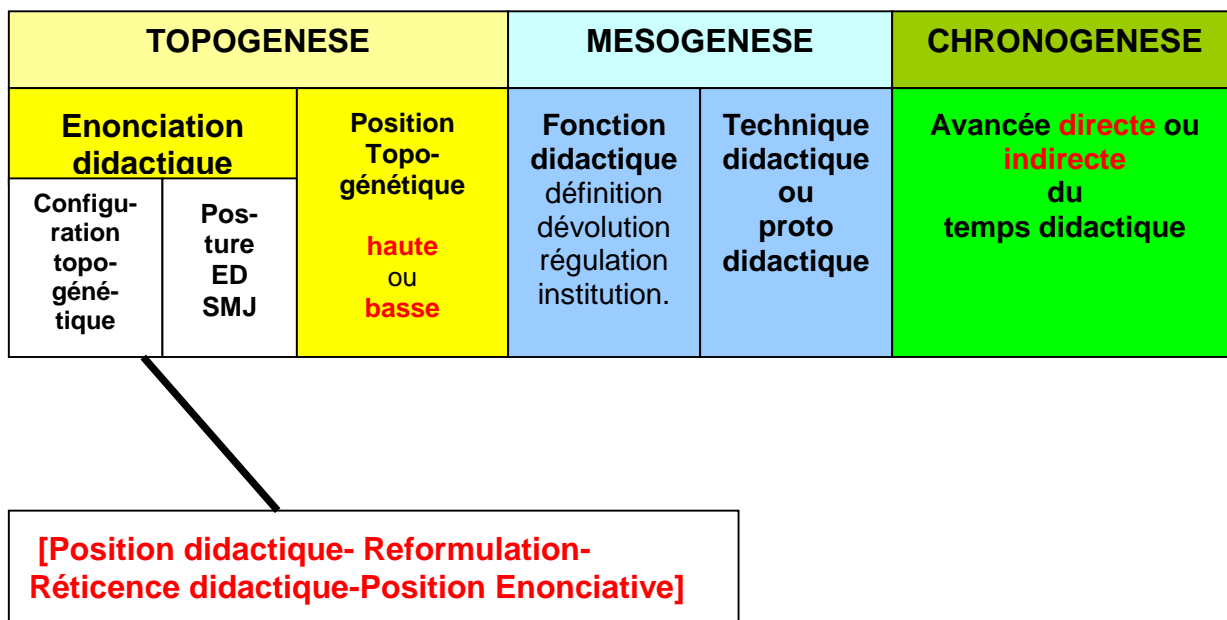 TOPOGENESE
MESOGENESE
CHRONOGENESE
Enonciation
didactique
Configu-
ration
topo-
géné-
tique
Pos-
ture
ED
SMJ
Position
Topo-
génétique
haute
ou
basse
Fonction
didactique
définition
dévolution
régulation
institution.
Technique
didactique
ou
proto
didactique
Avancée directe ou
indirecte
du
temps didactique
[Position didactique- Reformulation-
Réticence didactique-Position Enonciative]